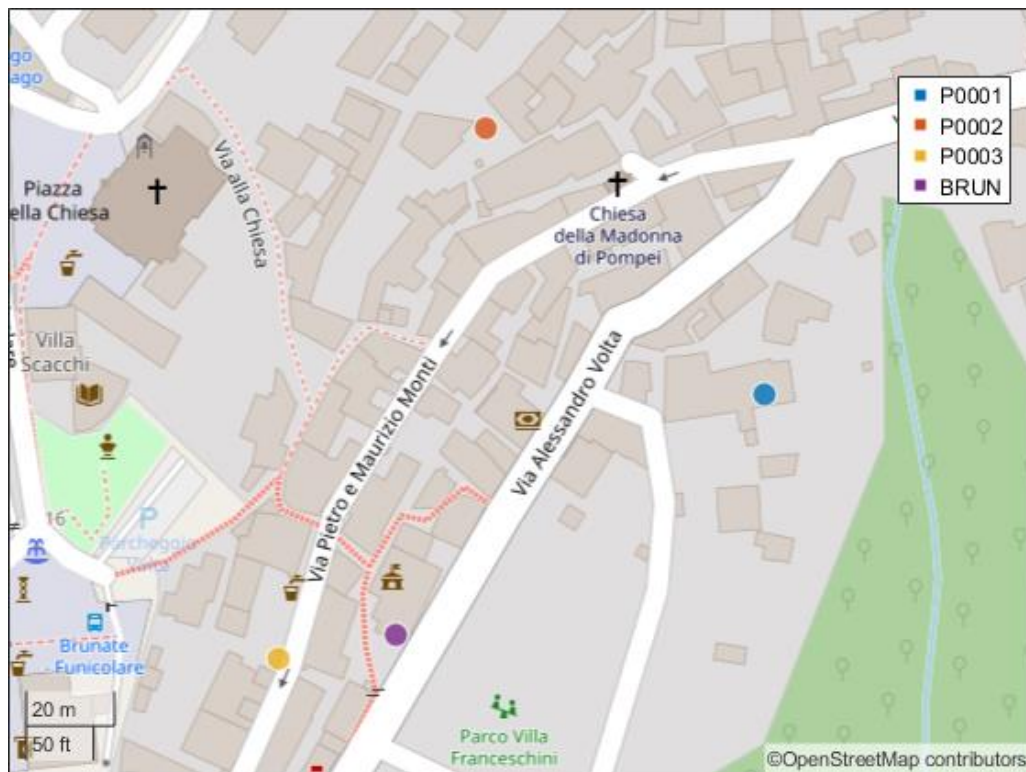 ago
P0001
P0002
P0003
BRUN
Via alla Chiesa
Piazza
ella Chiesa
Chiesa
della Madonna
di Pompei
Villa
Scacchi
Via Pietro e Maurizio Monti
Via Alessandro Volta
16
P
Brunate
Funicolare
20 m
50 ft
Parco Villa
Franceschini
©OpenStreetMap contributors